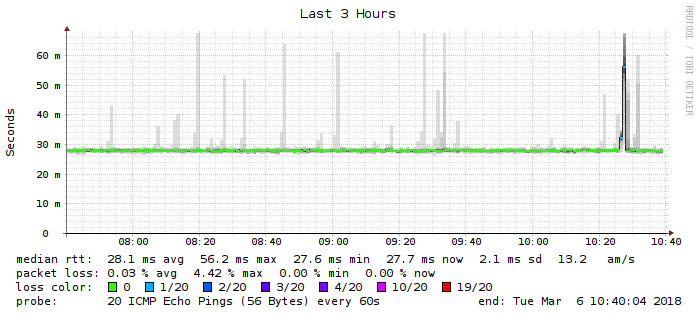 Last 3 Hours
RRDTOOL / TOBI OETIKER
Seconds
60 m
50 m
40 m
30 m
20 m
10 m
0
08:00 08:20 08:40 09:00 09:20 09:40 10:00 10:20 10:40
median rtt: 28.1 ms avg 56.2 ms max 27.6 ms min 27.7 ms now 2.1 ms sd 13.2 am/s
packet loss: 0.03 % avg 4.42 % max 0.00 % min 0.00 % now
loss color: 0 1/20 2/20 3/20 4/20 10/20 19/20
probe: 20 ICMP Echo Pings (56 Bytes) every 60s end: Tue Mar 6 10:40:04 2018